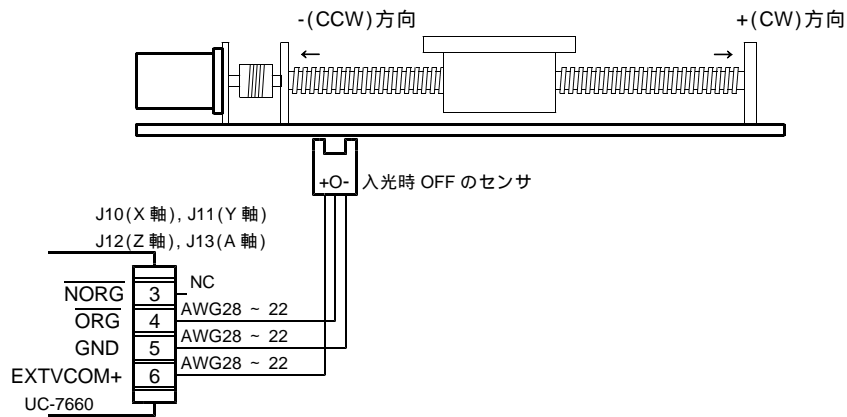 -(CCW)方向
+(CW)方向
←
→
+O-
入光時 OFF のセンサ
J10(X 軸), J11(Y 軸)
J12(Z 軸), J13(A 軸)
NORG 3 NC
ORG 4 AWG28 ~ 22
GND 5 AWG28 ~ 22
EXTVCOM+ 6 AWG28 ~ 22
UC-7660